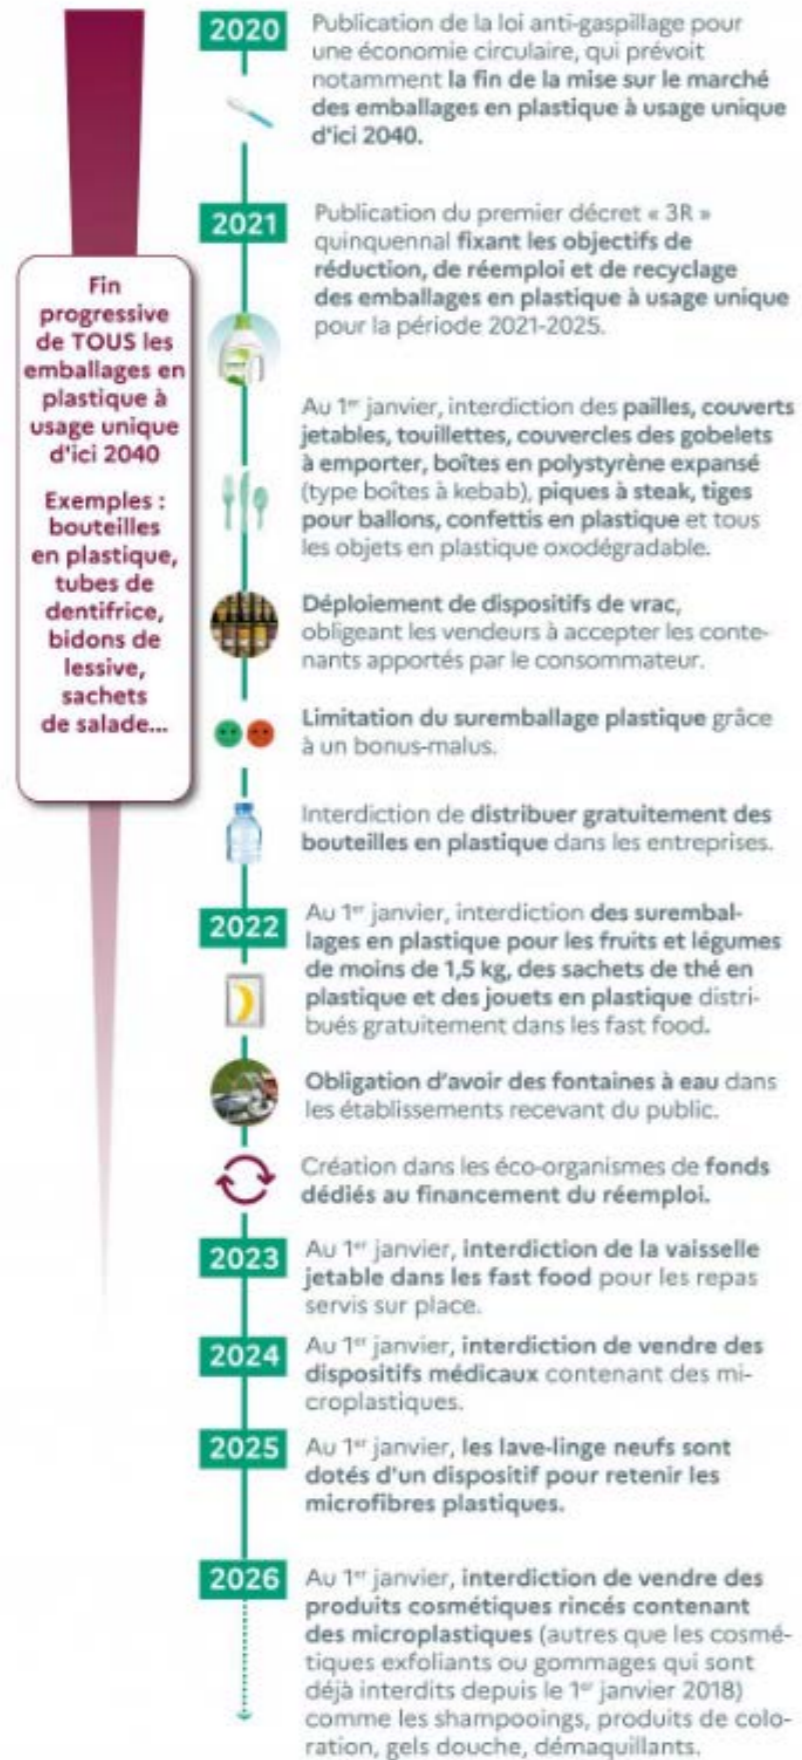 2020
Publication de la loi anti-gaspillage pour
une économie circulaire, qui prévoit
notamment la fin de la mise sur le marché
des emballages en plastique à usage unique
d'ici 2040.
2021
Publication du premier décret « 3R »
quinquennal fixant les objectifs de
réduction, de réemploi et de recyclage
des emballages en plastique à usage unique
pour la période 2021-2025.
Fin
progressive
de TOUS les
emballages en
plastique à
usage unique
d'ici 2040
Exemples :
bouteilles
en plastique,
tubes de
dentifrice,
bidons de
lessive,
sachets
de salade...
Au 1er janvier, interdiction des pailles, couverts
jetables, touillettes, couvercles des gobelets
à emporter, boîtes en polystyrène expansé
(type boîtes à kebab), piques à steak, tiges
pour ballons, confettis en plastique et tous
les objets en plastique oxodégradable.
Déploiement de dispositifs de vrac,
obligeant les vendeurs à accepter les conte-
nants apportés par le consommateur.
Limitation du suremballage plastique grâce
à un bonus-malus.
Interdiction de distribuer gratuitement des
bouteilles en plastique dans les entreprises.
2022
Au 1er janvier, interdiction des surembal-
lages en plastique pour les fruits et légumes
de moins de 1,5 kg, des sachets de thé en
plastique et des jouets en plastique distri-
bués gratuitement dans les fast food.
Obligation d'avoir des fontaines à eau dans
les établissements recevant du public.
Création dans les éco-organismes de fonds
dédiés au financement du réemploi.
2023
Au 1er janvier, interdiction de la vaisselle
jetable dans les fast food pour les repas
servis sur place.
2024
Au 1er janvier, interdiction de vendre des
dispositifs médicaux contenant des mi-
croplastiques.
2025
Au 1er janvier, les lave-linge neufs sont
dotés d'un dispositif pour retenir les
microfibres plastiques.
2026
Au 1er janvier, interdiction de vendre des
produits cosmétiques rincés contenant
des microplastiques (autres que les cosmé-
tiques exfoliants ou gommages qui sont
déjà interdits depuis le 1er janvier 2018)
comme les shampooings, produits de colo-
ration, gels douche, démaquillants.